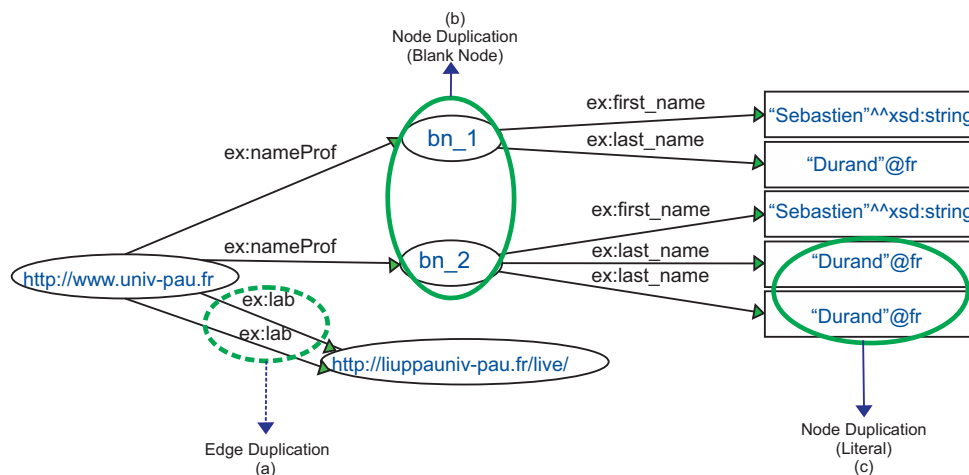 (b)
Node Duplication
(Blank Node)
ex:first_name
"Sebastien"^^xsd:string
bn_1
ex:last_name
ex:nameProf
"Durand"@fr
ex:first_name
"Sebastien"^^xsd:string
ex:nameProf
bn_2
ex:last_name
"Durand"@fr
http://www.univ-pau.fr
ex:last_name
ex:lab
"Durand"@fr
ex:lab
http://liuppauniv-pau.fr/live/
Edge Duplication
(a)
Node Duplication
(Literal)
(c)